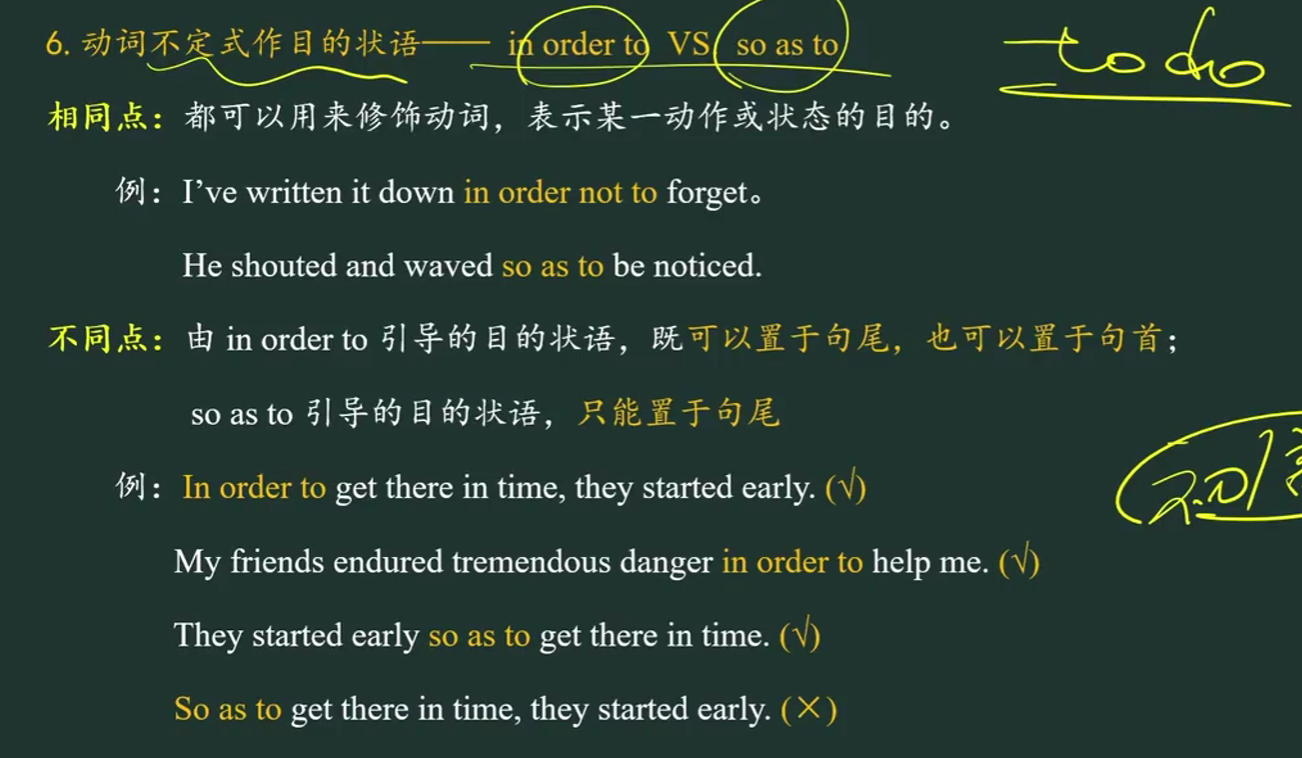 6. 动词不定式作目的状语—— in order to VS so as to
to do
相同点：都可以用来修饰动词，表示某一动作或状态的目的。
例：I’ve written it down in order not to forget。
He shouted and waved so as to be noticed.
不同点：由 in order to 引导的目的状语，既可以置于句尾，也可以置于句首；
so as to 引导的目的状语，只能置于句尾
例：In order to get there in time, they started early. (√)
My friends endured tremendous danger in order to help me. (√)
They started early so as to get there in time. (√)
So as to get there in time, they started early. (×)